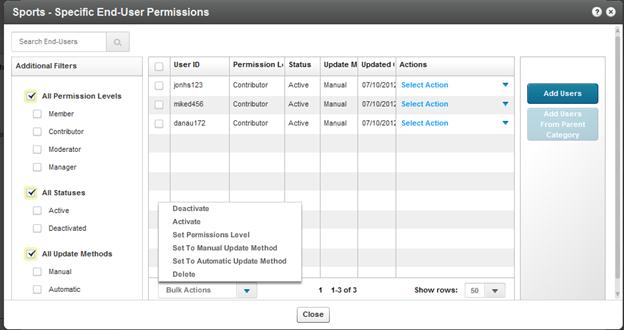 Sports - Specific End-User Permissions
Search End-Users
Additional Filters
All Permission Levels
Member
Contributor
Moderator
Manager
All Statuses
Active
Deactivated
All Update Methods
Manual
Automatic
User ID Permission L Status Update M Updated Actions
jonhs123 Contributor Active Manual 07/10/2012 Select Action
miked456 Contributor Active Manual 07/10/2012 Select Action
danau172 Contributor Active Manual 07/10/2012 Select Action
Deactivate
Activate
Set Permissions Level
Set To Manual Update Method
Set To Automatic Update Method
Delete
Bulk Actions 1 1-3 of 3 Show rows: 50
Add Users
Add Users
From Parent
Category
Close